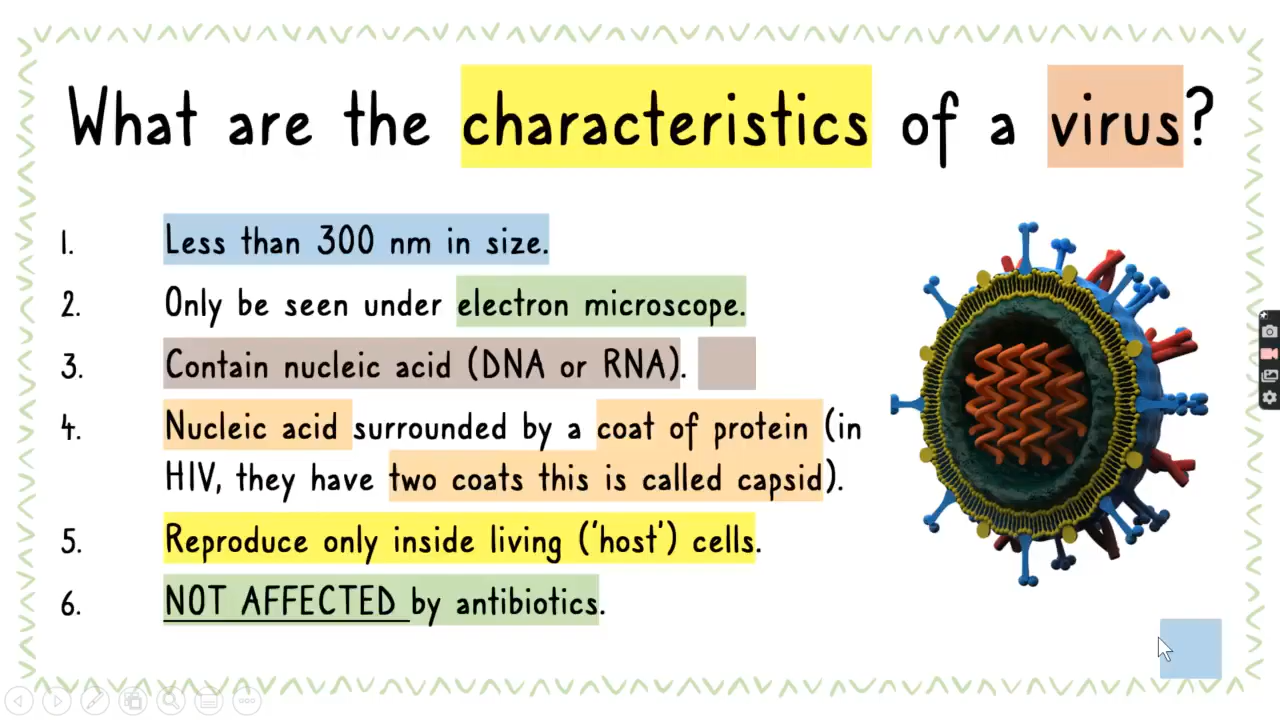 What are the characteristics of a virus?
1. Less than 300 nm in size.
2. Only be seen under electron microscope.
3. Contain nucleic acid (DNA or RNA).
4. Nucleic acid surrounded by a coat of protein (in
HIV, they have two coats this is called capsid).
5. Reproduce only inside living ('host') cells.
6. NOT AFFECTED by antibiotics.